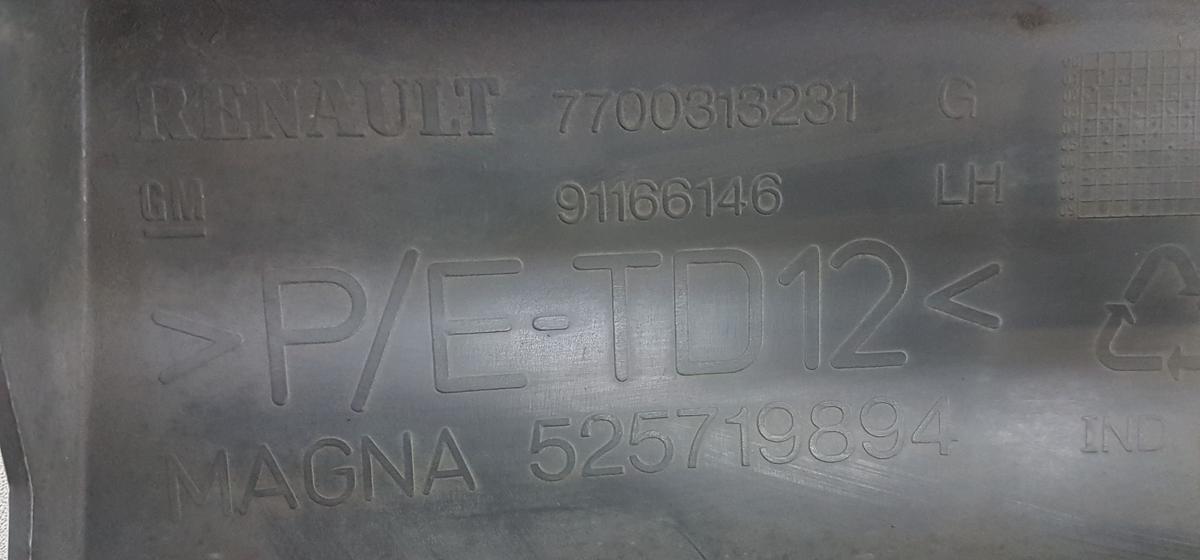 RENAULT 7700313231 G
GM 91166146 LH
>P/E-TD12<
MAGNA 525719894 IND